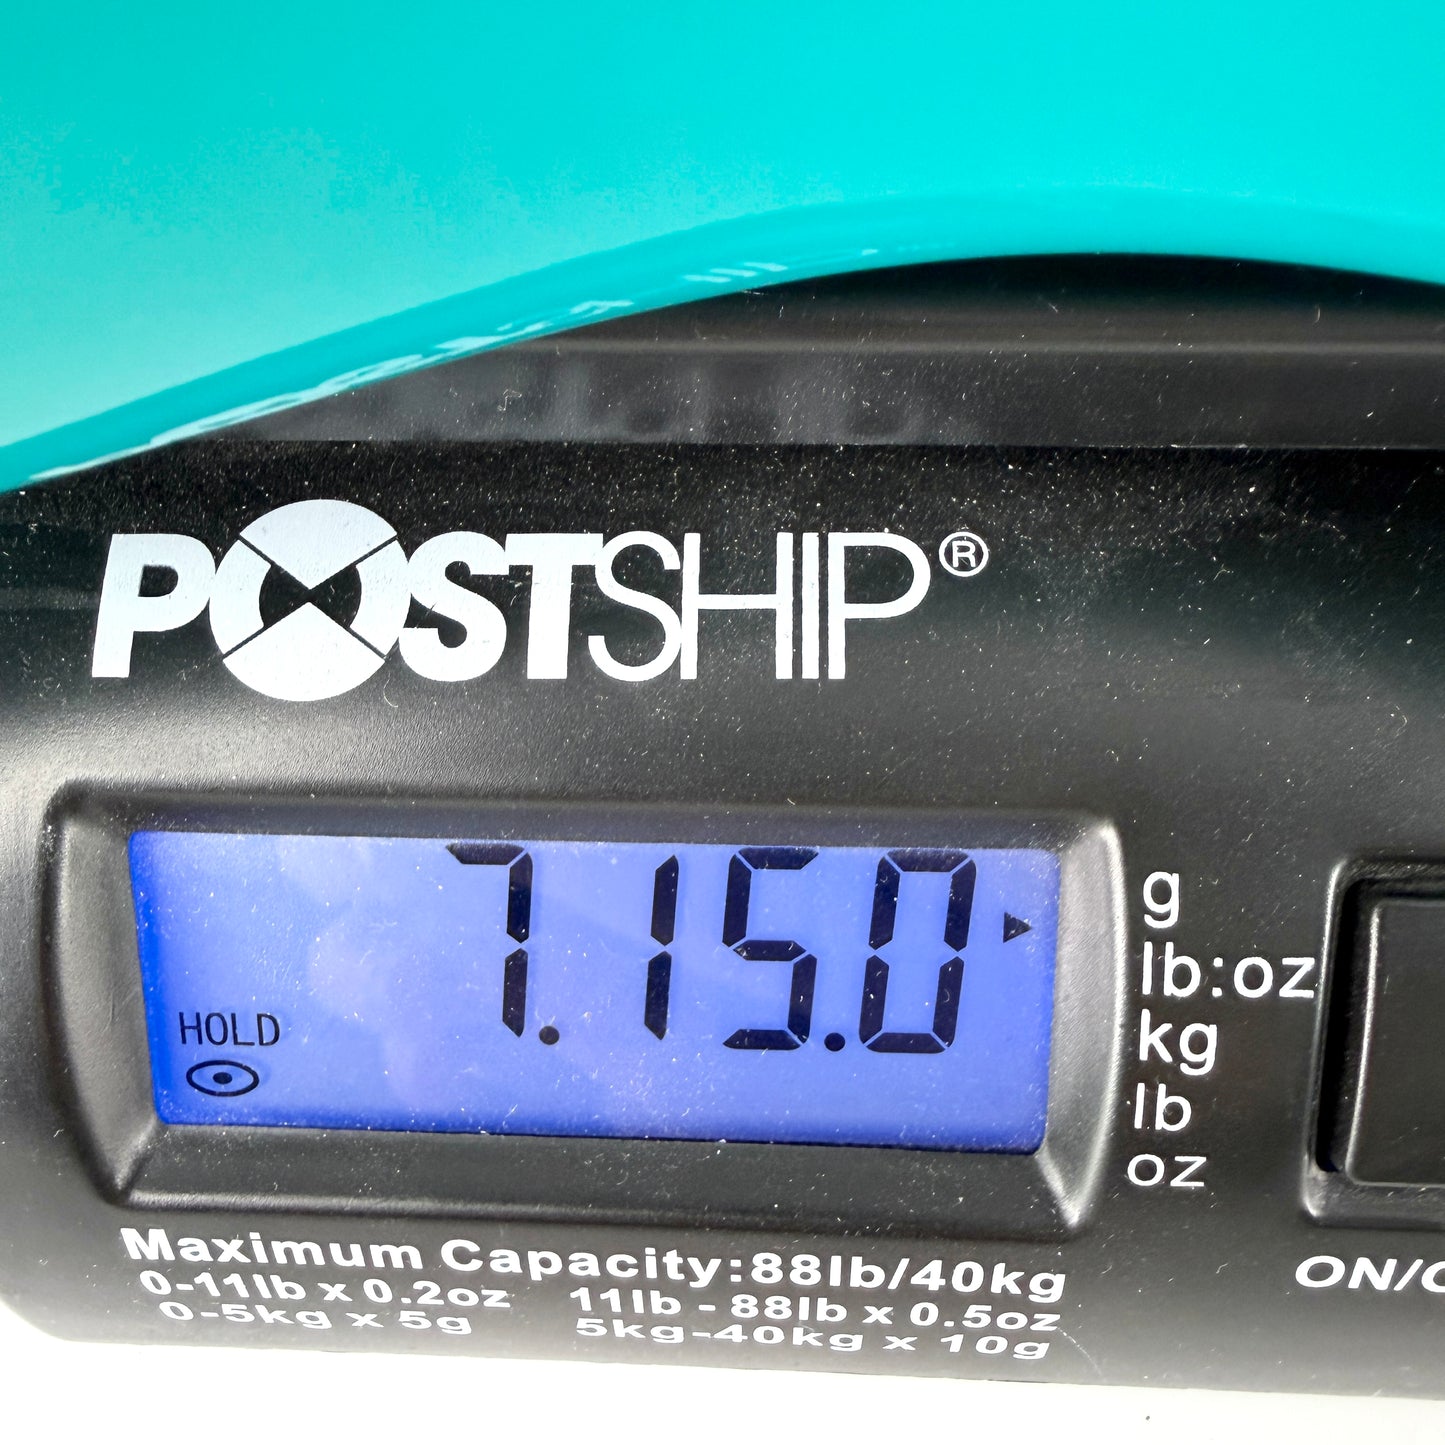 POSTSHIP®
7.15.0
HOLD
g
lb:oz
kg
lb
oz
Maximum Capacity:88lb/40kg
0-11lb x 0.2oz 11lb - 88lb x 0.5oz
0-5kg x 5g 5kg-40kg x 10g